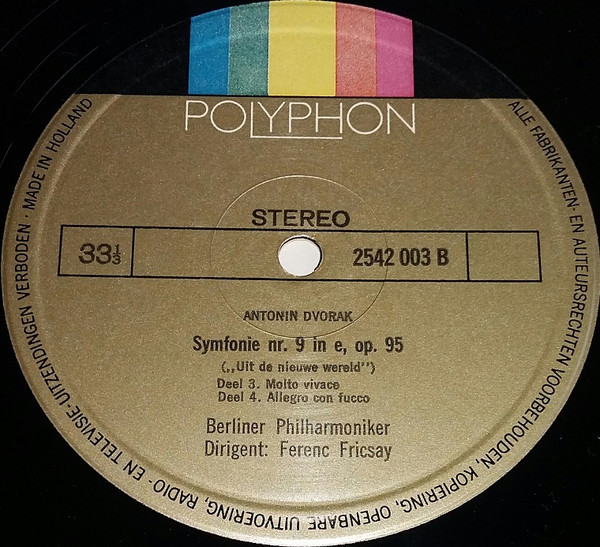 POLYPHON
STEREO
33⅓
2542 003 B
ANTONIN DVORAK
Symfonie nr. 9 in e, op. 95
(„Uit de nieuwe wereld")
Deel 3. Molto vivace
Deel 4. Allegro con fucco
Berliner Philharmoniker
Dirigent: Ferenc Fricsay
ALLE FABRIKANTEN- EN AUTEURSRECHTEN VOORBEHOUDEN, KOPIERING, OPENBARE UITVOERING, RADIO- EN TELEVISIE-UITZENDINGEN VERBODEN · MADE IN HOLLAND